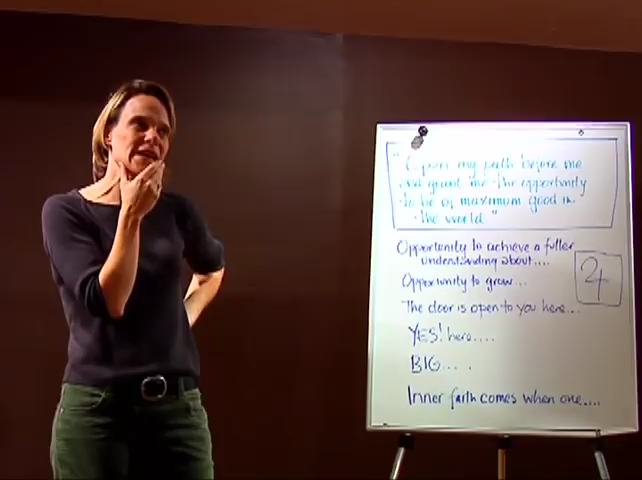 "Open my path before me
and grant me the opportunity
to be of maximum good in
the world"
Opportunity to achieve a fuller
understanding about....
Opportunity to grow...
The door is open to you here...
YES! here....
BIG....
Inner faith comes when one....